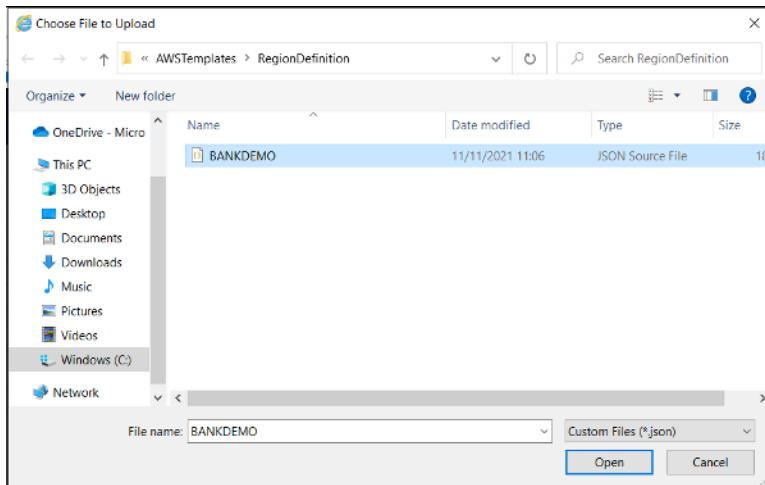 Choose File to Upload
« AWSTemplates > RegionDefinition
Search RegionDefinition
Organize
New folder
Name
Date modified
Type
Size
BANKDEMO
11/11/2021 11:06
JSON Source File
18
OneDrive - Micro
This PC
3D Objects
Desktop
Documents
Downloads
Music
Pictures
Videos
Windows (C:)
Network
File name: BANKDEMO
Custom Files (*.json)
Open
Cancel